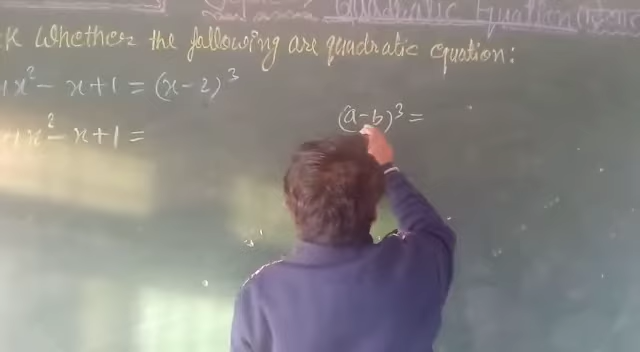 Quadratic Equation
k Whether the following are quadratic equation:
x² - x + 1 = (x - 2)³
(a-b)³ =
x² - x + 1 =